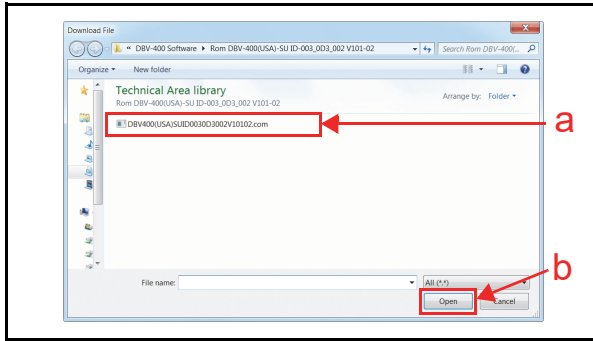 Download File
« DBV-400 Software ▸ Rom DBV-400(USA)-SU ID-003_0D3_002 V101-02
Search Rom DBV-400(...
Organize
New folder
Technical Area library
Rom DBV-400(USA)-SU ID-003_0D3_002 V101-02
Arrange by: Folder
DBV400(USA)SUID0030D3002V10102.com
a
b
File name:
All (*.*)
Open
Cancel